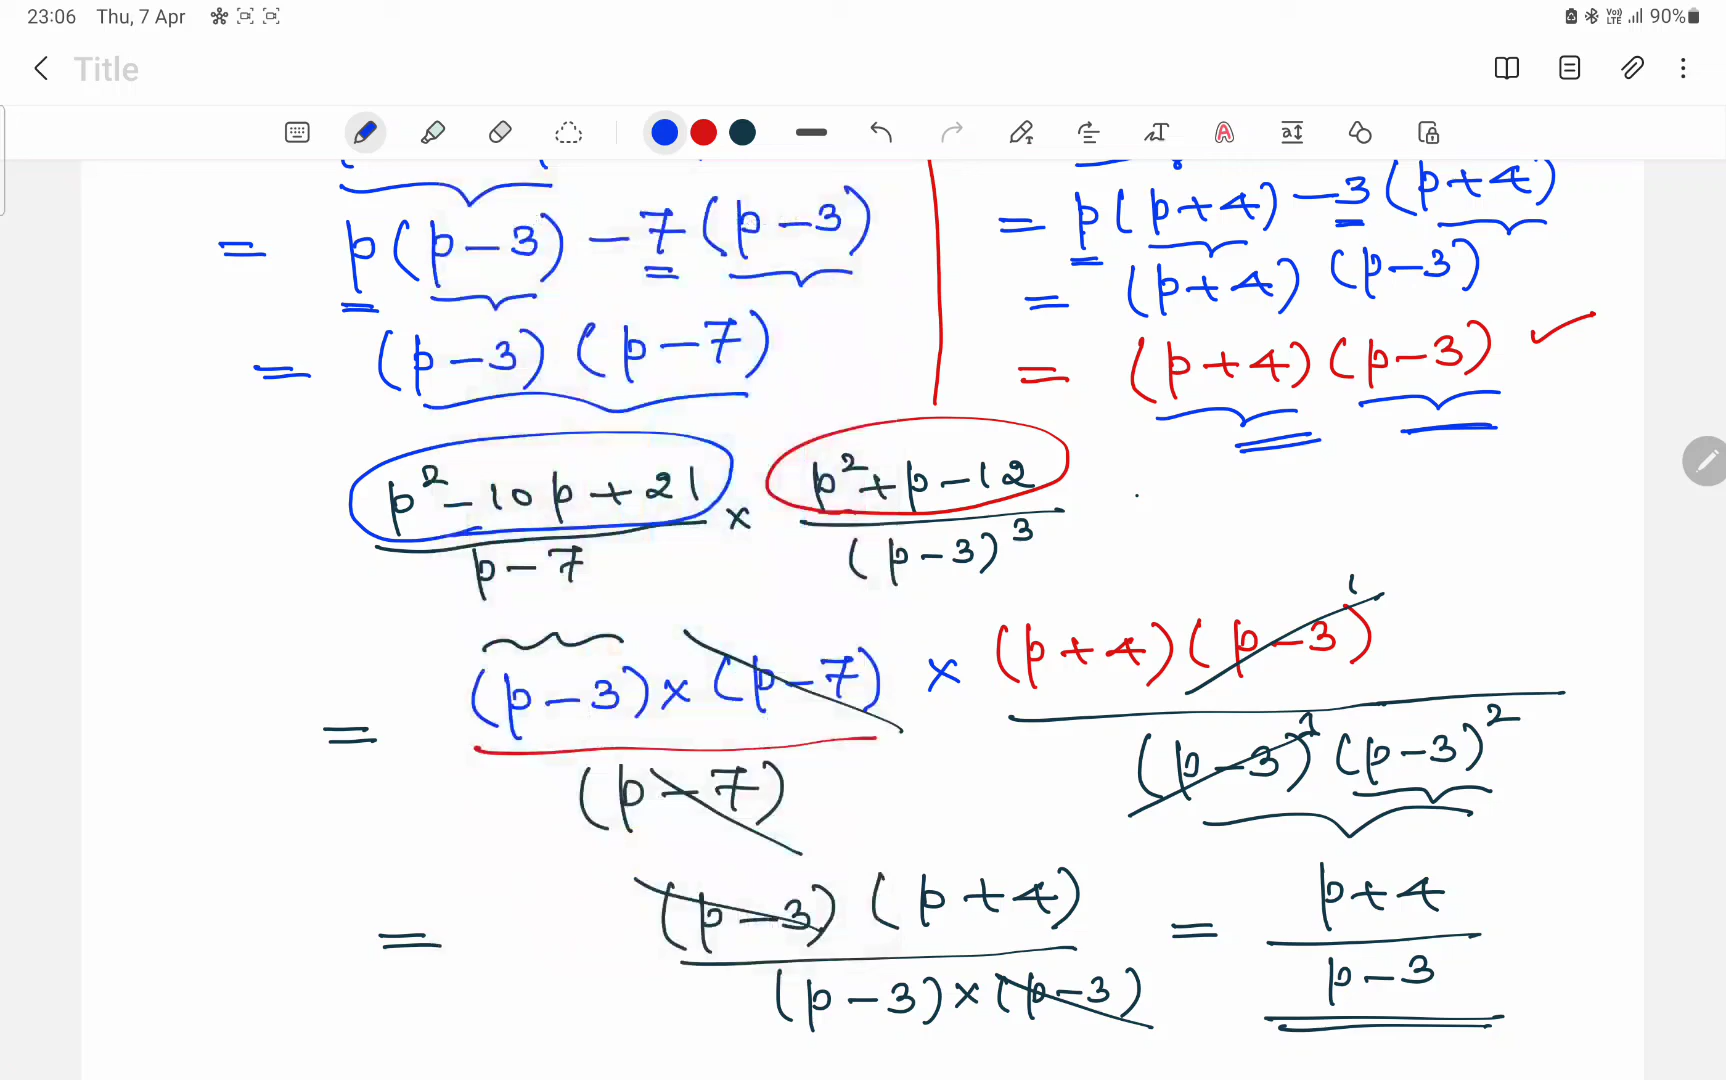 23:06 Thu, 7 Apr
90%
Title
= p(p-3)-7(p-3)
= (p-3)(p-7)
= p(p+4)-3(p+4)
= (p+4)(p-3)
= (p+4)(p-3) ✓
p²-10p+21 / p-7 × p²+p-12 / (p-3)³
= (p-3)×(p-7) / (p-7) × (p+4)(p-3) / (p-3)(p-3)²
= (p-3)(p+4) / (p-3)×(p-3) = p+4 / p-3